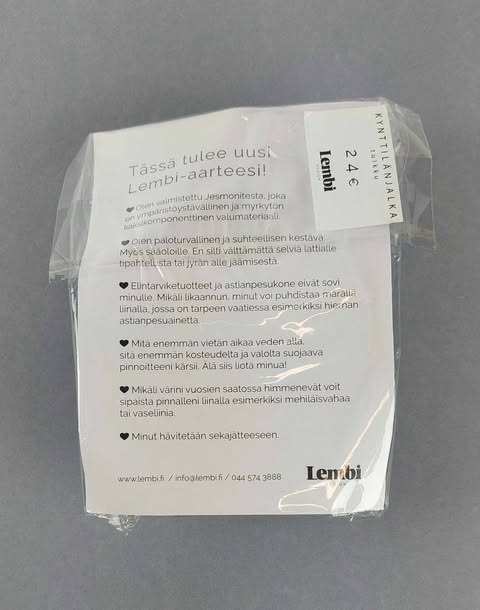 Tässä tulee uusi
Lembi-aarteesi!
Olen valmistettu Jesmonitesta, joka
on ympäristöystävällinen ja myrkytön
kaksikomponenttinen valumateriaali.
Olen paloturvallinen ja suhteellisen kestävä
Myös sääoloille. En silti välttämättä selviä lattialle
tipahtelusta tai jyrän alle jäämisestä.
Elintarviketuotteet ja astianpesukone eivät sovi
minulle. Mikäli likaannun, minut voi puhdistaa märällä
liinalla, jossa on tarpeen vaatiessa esimerkiksi hieman
astianpesuainetta.
Mitä enemmän vietän aikaa veden alla,
sitä enemmän kosteudelta ja valolta suojaava
pinnoitteeni kärsii. Älä siis liota minua!
Mikäli värini vuosien saatossa himmenevät voit
sipaista pinnalleni liinalla esimerkiksi mehiläisvahaa
tai vaseliinia.
Minut hävitetään sekajätteeseen.
www.lembi.fi / info@lembi.fi / 044 574 3888
Lembi
DESIGN
KYNTTILÄNJALKA
tuikku
24€
Lembi
DESIGN